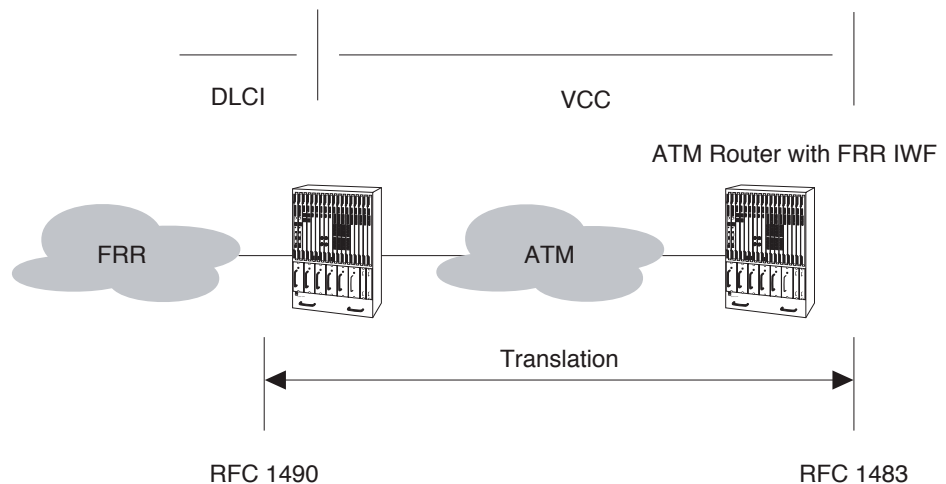 DLCI
VCC
ATM Router with FRR IWF
FRR
ATM
Translation
RFC 1490
RFC 1483